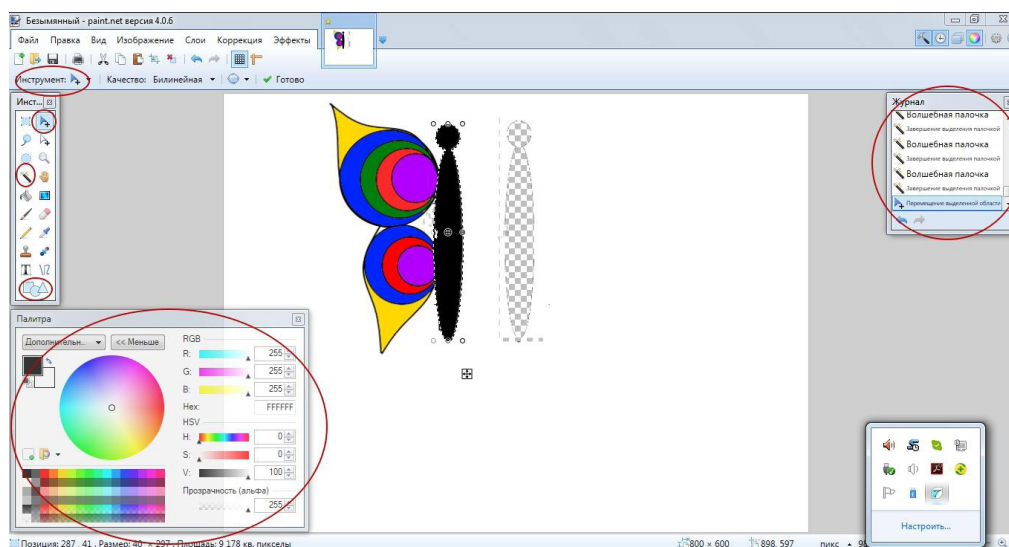 Безымянный - paint.net версия 4.0.6
Файл Правка Вид Изображение Слои Коррекция Эффекты
Инструмент: Качество: Билинейная Готово
Инст...
Журнал
Волшебная палочка
Завершение выделения палочкой
Волшебная палочка
Завершение выделения палочкой
Волшебная палочка
Завершение выделения палочкой
Перемещение выделенной области
Палитра
Дополнительн.. << Меньше
RGB
R: 255
G: 255
B: 255
Hex: FFFFFF
HSV
H: 0
S: 0
V: 100
Прозрачность (альфа)
255
Настроить...
Позиция: 287, 41. Размер: 40 × 297. Площадь: 9 178 кв. пикселы
800 × 600 898, 597 пикс